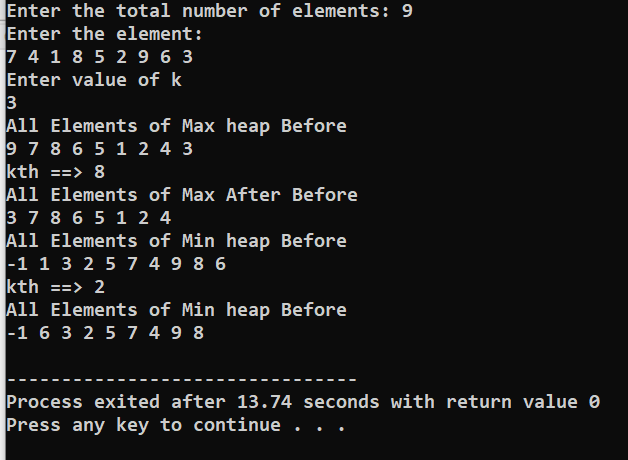 Enter the total number of elements: 9
Enter the element:
7 4 1 8 5 2 9 6 3
Enter value of k
3
All Elements of Max heap Before
9 7 8 6 5 1 2 4 3
kth ==> 8
All Elements of Max After Before
3 7 8 6 5 1 2 4
All Elements of Min heap Before
-1 1 3 2 5 7 4 9 8 6
kth ==> 2
All Elements of Min heap Before
-1 6 3 2 5 7 4 9 8
--------------------------------
Process exited after 13.74 seconds with return value 0
Press any key to continue . . .